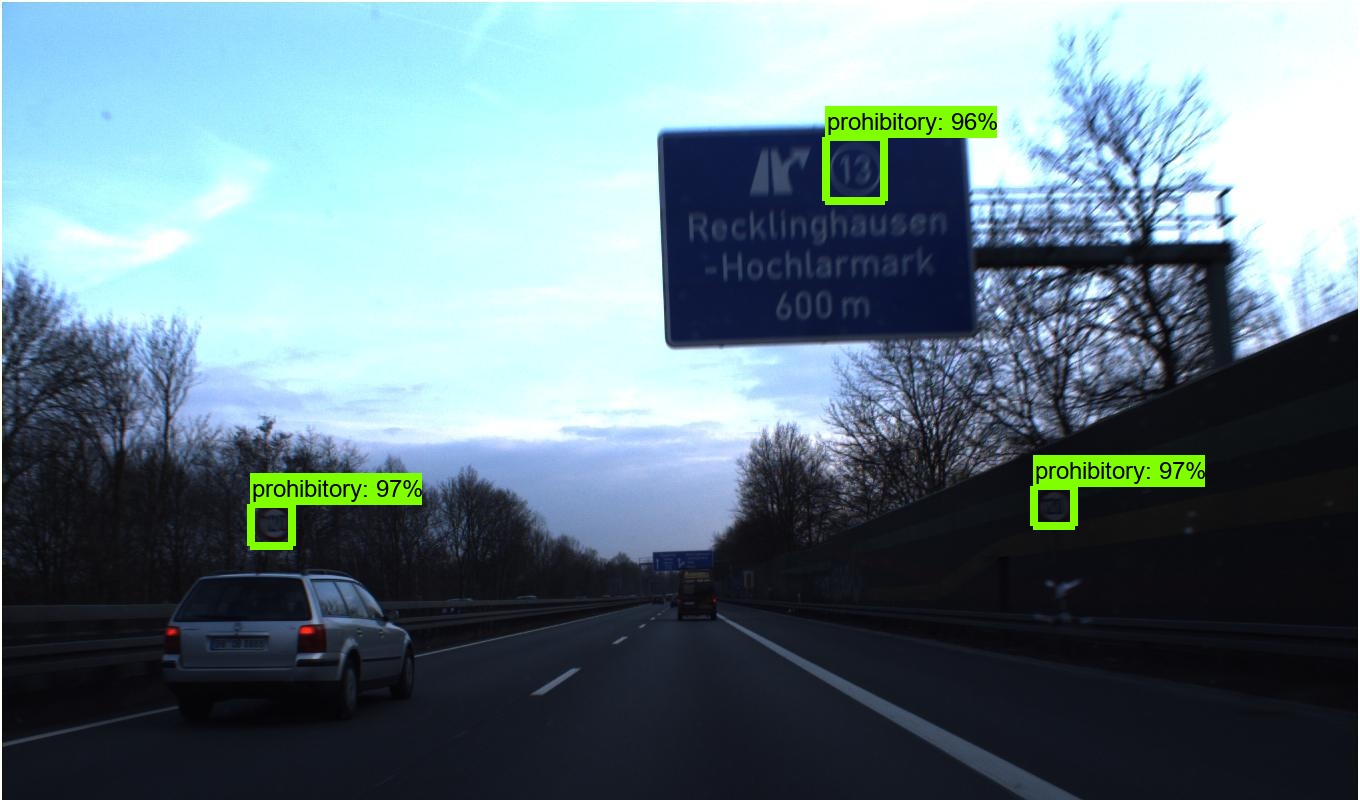 prohibitory: 96%
13
Recklinghausen
-Hochlarmark
600 m
prohibitory: 97%
prohibitory: 97%